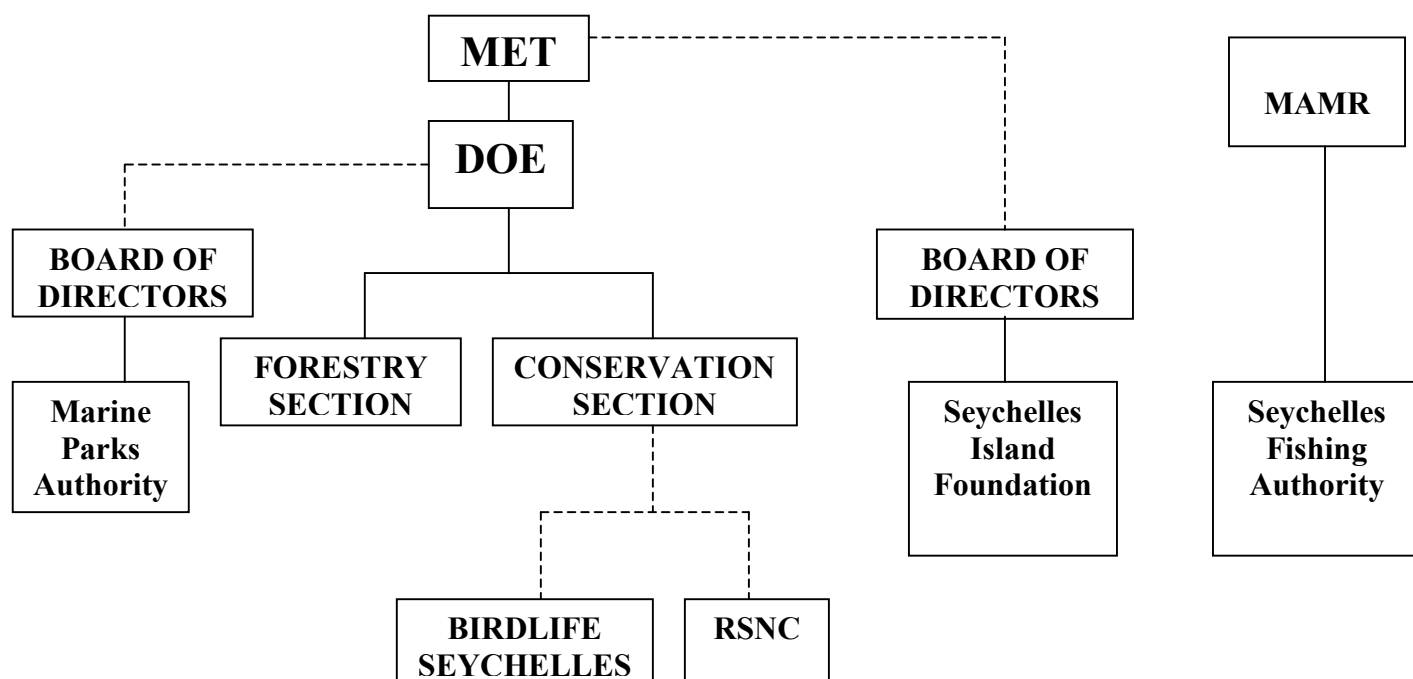 MET
MAMR
DOE
BOARD OF
DIRECTORS
BOARD OF
DIRECTORS
FORESTRY
SECTION
CONSERVATION
SECTION
Marine
Parks
Authority
Seychelles
Island
Foundation
Seychelles
Fishing
Authority
BIRDLIFE
SEYCHELLES
RSNC